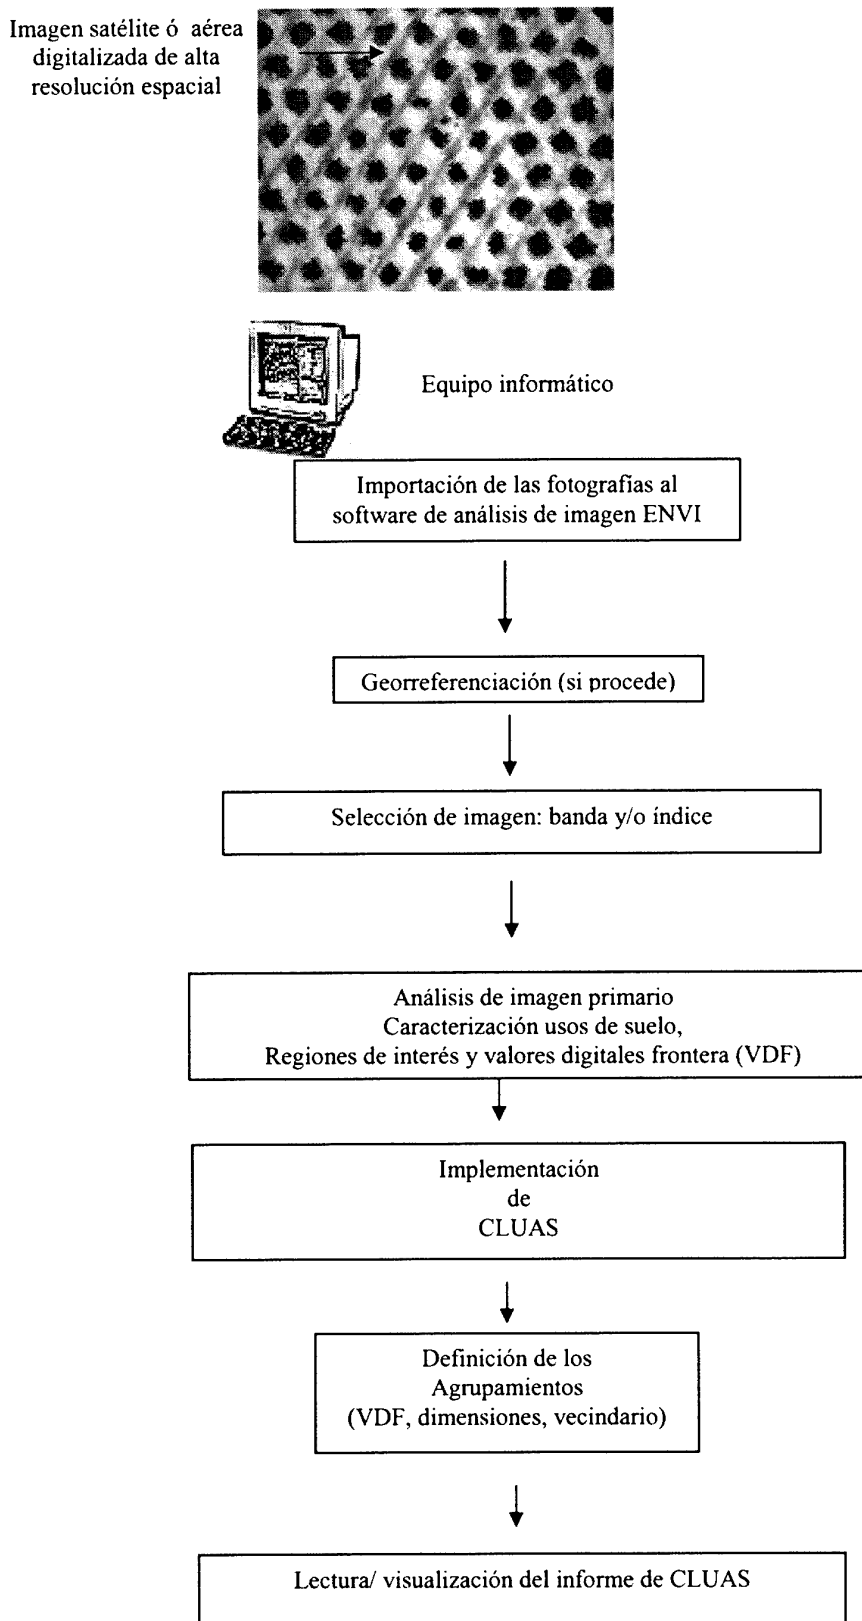 Imagen satélite ó aérea
digitalizada de alta
resolución espacial
Equipo informático
Importación de las fotografías al
software de análisis de imagen ENVI
Georreferenciación (si procede)
Selección de imagen: banda y/o índice
Análisis de imagen primario
Caracterización usos de suelo,
Regiones de interés y valores digitales frontera (VDF)
Implementación
de
CLUAS
Definición de los
Agrupamientos
(VDF, dimensiones, vecindario)
Lectura/ visualización del informe de CLUAS